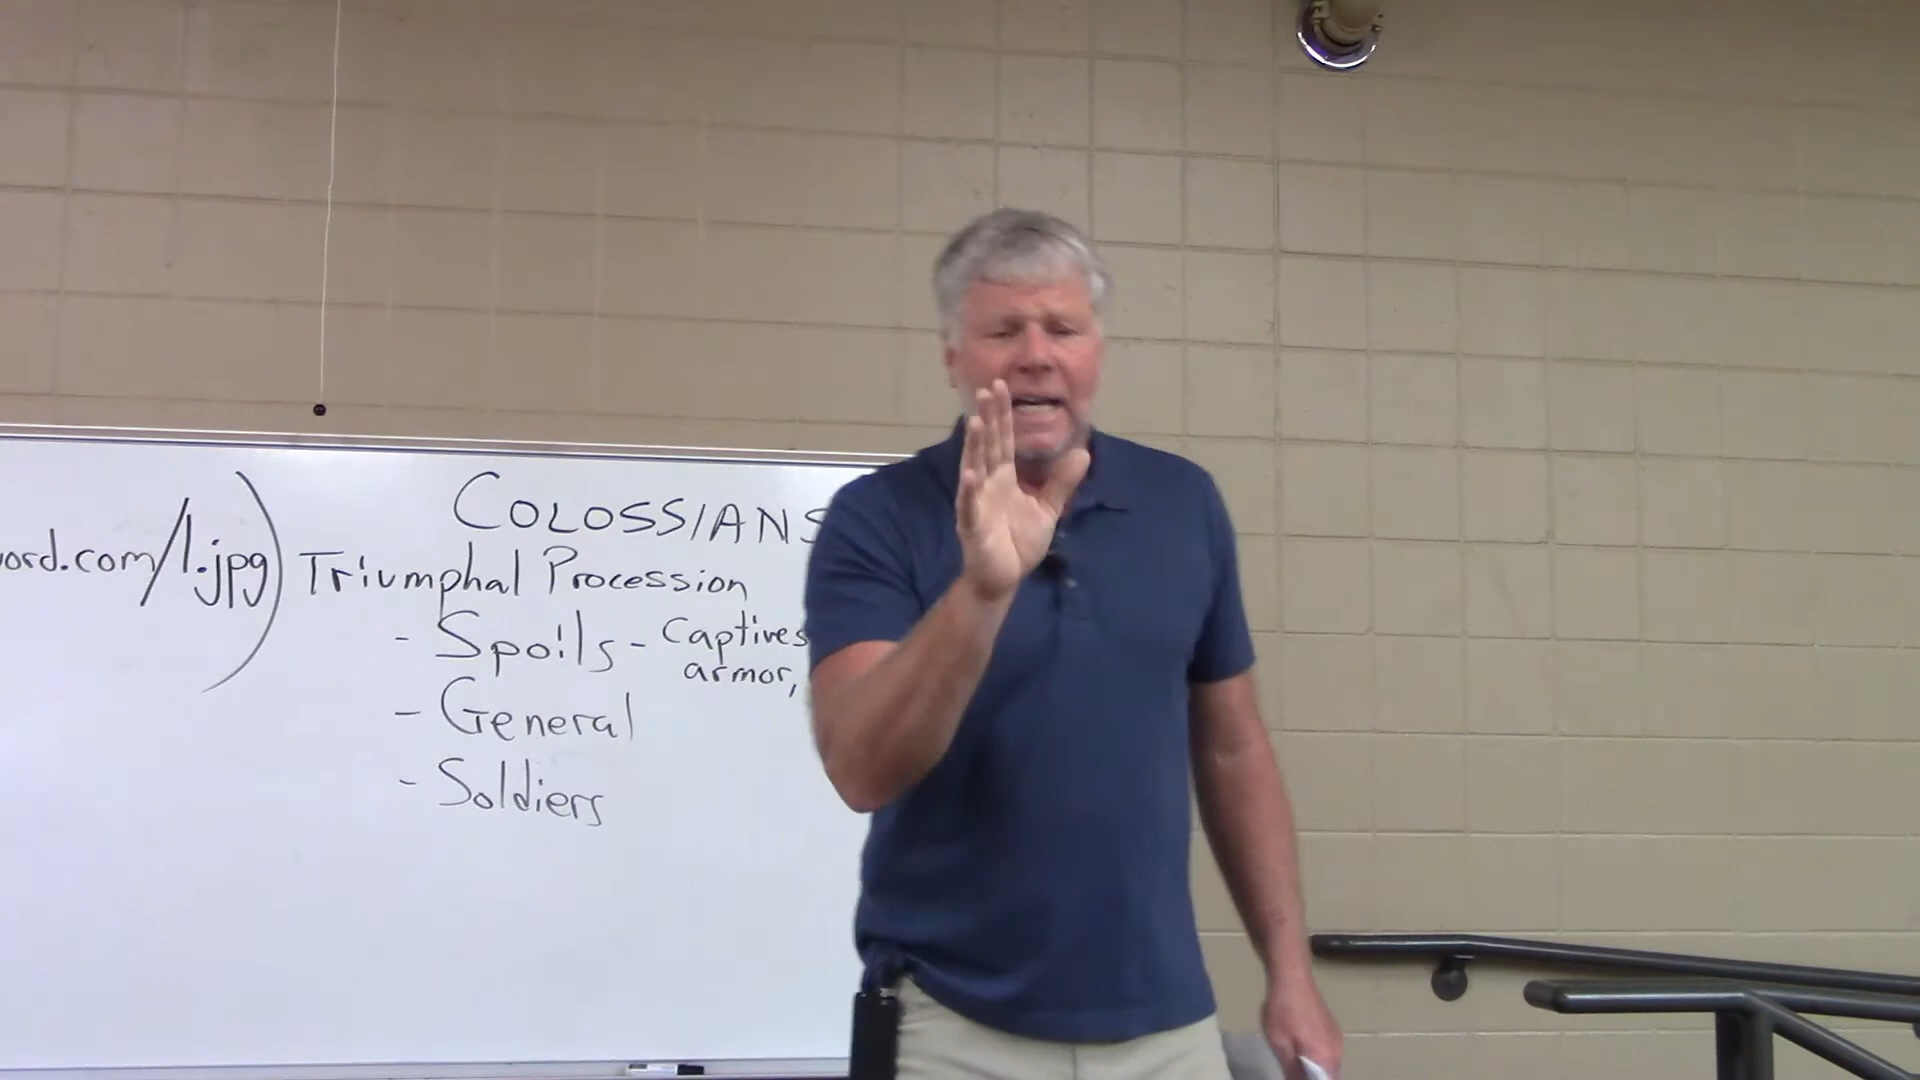 COLOSSIANS
ord.com/1.jpg) Triumphal Procession
- Spoils - Captives
armor,
- General
- Soldiers